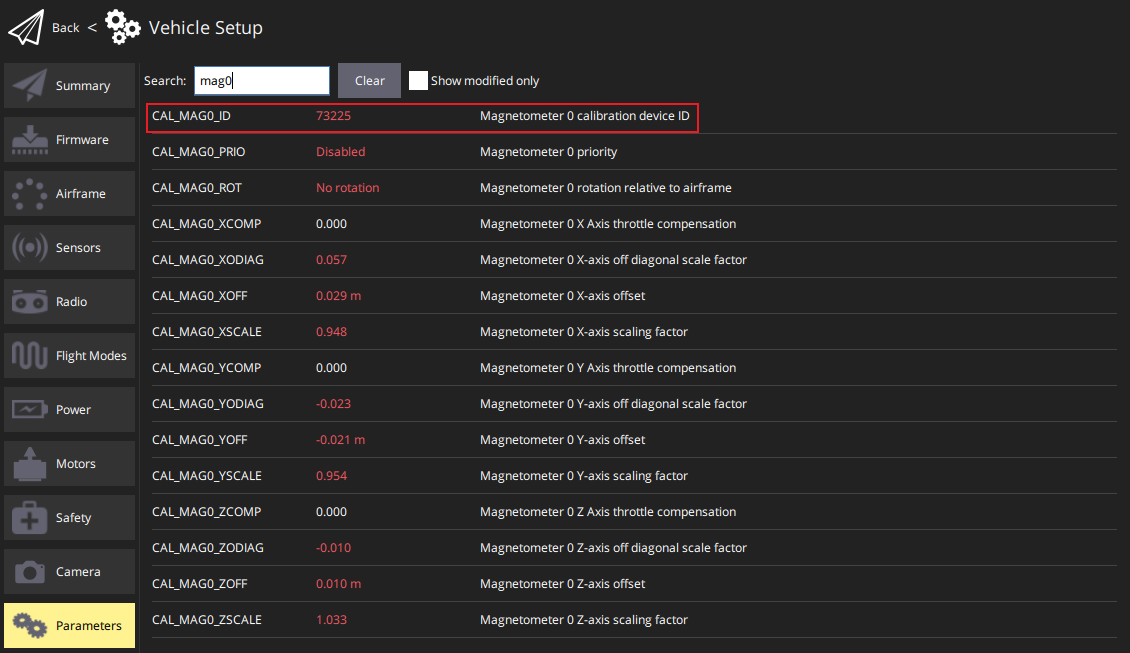 Back < Vehicle Setup
Search: mag0 Clear Show modified only
Summary
Firmware
Airframe
Sensors
Radio
Flight Modes
Power
Motors
Safety
Camera
Parameters
CAL_MAG0_ID 73225 Magnetometer 0 calibration device ID
CAL_MAG0_PRIO Disabled Magnetometer 0 priority
CAL_MAG0_ROT No rotation Magnetometer 0 rotation relative to airframe
CAL_MAG0_XCOMP 0.000 Magnetometer 0 X Axis throttle compensation
CAL_MAG0_XODIAG 0.057 Magnetometer 0 X-axis off diagonal scale factor
CAL_MAG0_XOFF 0.029 m Magnetometer 0 X-axis offset
CAL_MAG0_XSCALE 0.948 Magnetometer 0 X-axis scaling factor
CAL_MAG0_YCOMP 0.000 Magnetometer 0 Y Axis throttle compensation
CAL_MAG0_YODIAG -0.023 Magnetometer 0 Y-axis off diagonal scale factor
CAL_MAG0_YOFF -0.021 m Magnetometer 0 Y-axis offset
CAL_MAG0_YSCALE 0.954 Magnetometer 0 Y-axis scaling factor
CAL_MAG0_ZCOMP 0.000 Magnetometer 0 Z Axis throttle compensation
CAL_MAG0_ZODIAG -0.010 Magnetometer 0 Z-axis off diagonal scale factor
CAL_MAG0_ZOFF 0.010 m Magnetometer 0 Z-axis offset
CAL_MAG0_ZSCALE 1.033 Magnetometer 0 Z-axis scaling factor